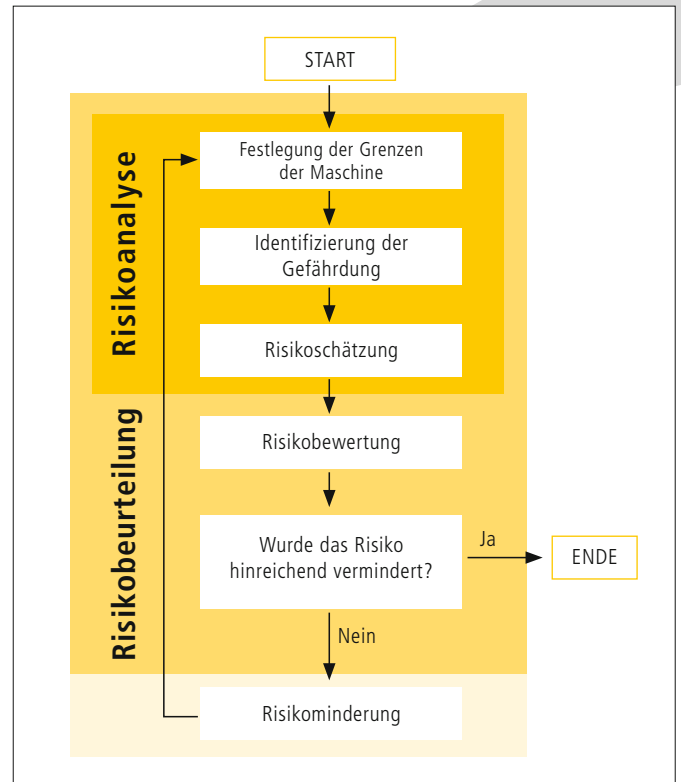 START
Risikoanalyse
Festlegung der Grenzen
der Maschine
Identifizierung der
Gefährdung
Risikoschätzung
Risikobeurteilung
Risikobewertung
Wurde das Risiko
hinreichend vermindert?
Ja
ENDE
Nein
Risikominderung